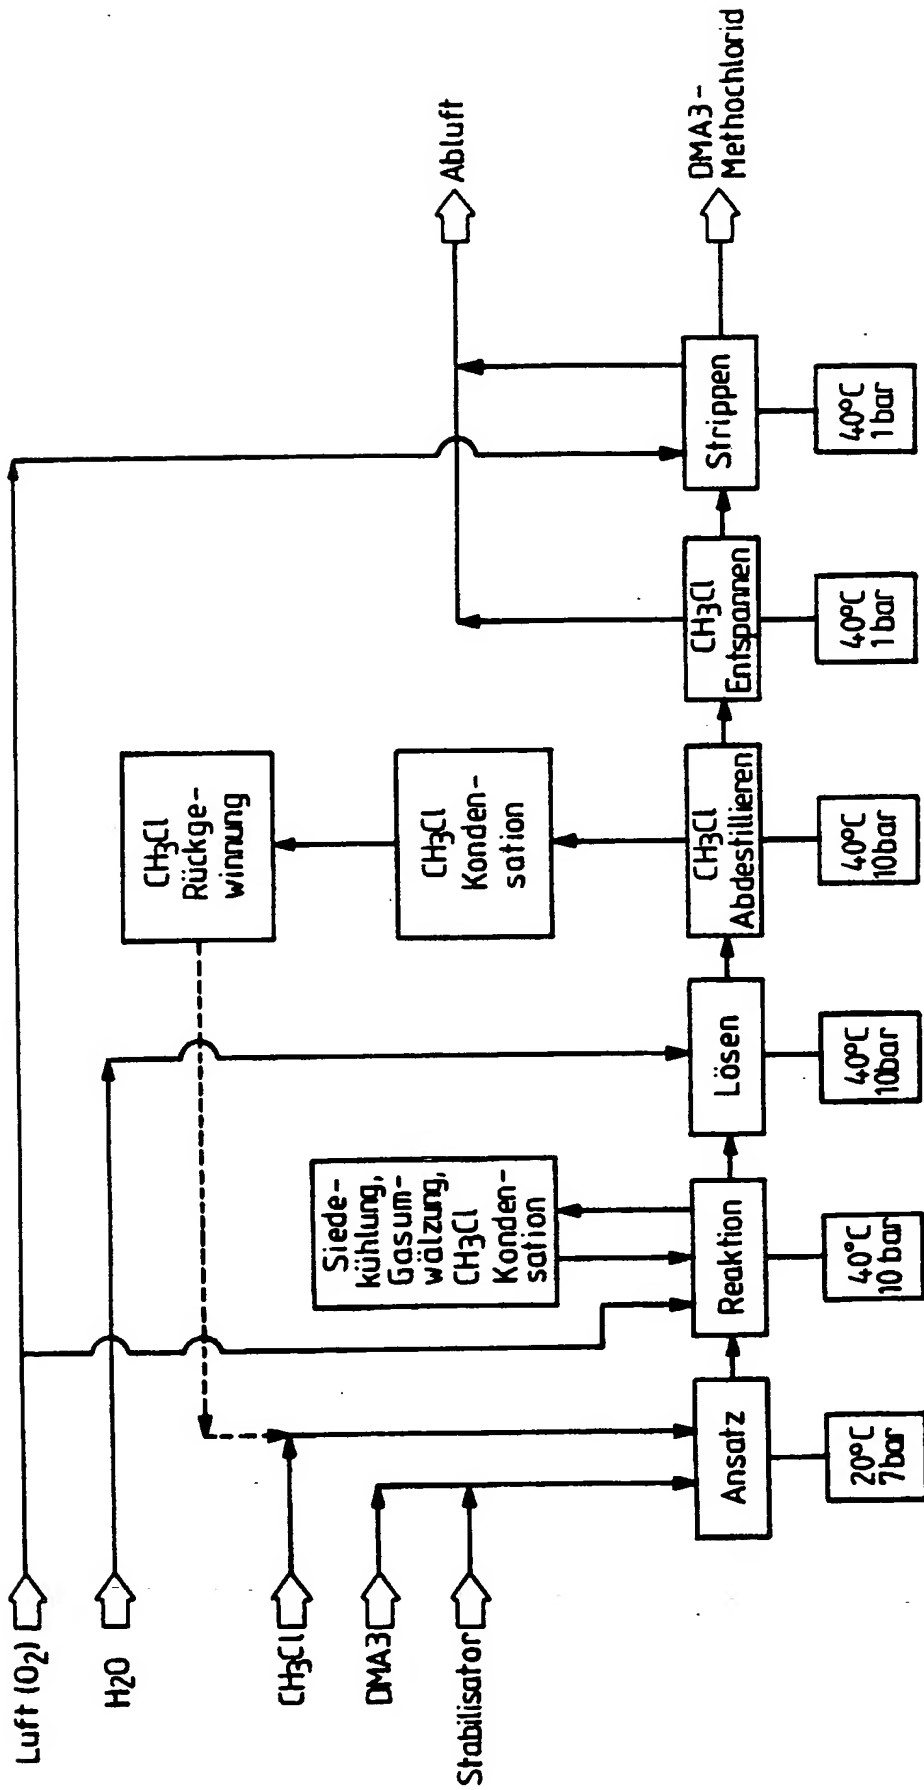 Luft (O₂)
H2O
CH₃Cl
DMA3
Stabilisator
CH₃Cl
Rückge-
winnung
CH₃Cl
Konden-
sation
Siede-
kühlung,
Gasum-
wälzung,
CH₃Cl
Konden-
sation
Abluft
Ansatz
Reaktion
Lösen
CH₃Cl
Abdestillieren
CH₃Cl
Entspannen
Strippen
DMA3-
Methochlorid
20°C
7bar
40°C
10 bar
40°C
10bar
40°C
10bar
40°C
1bar
40°C
1bar